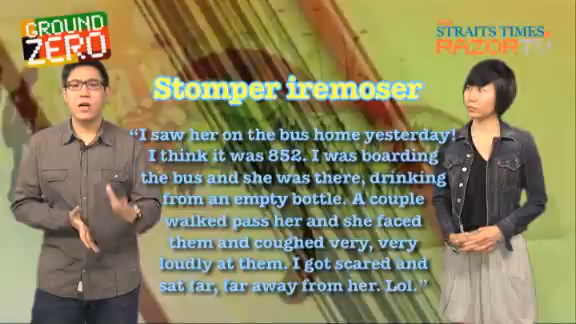 GROUND
ZERO
THE STRAITS TIMES
RAZORTV
Stomper iremoser
“I saw her on the bus home yesterday!
I think it was 852. I was boarding
the bus and she was there, drinking
from an empty bottle. A couple
walked pass her and she faced
them and coughed very, very
loudly at them. I got scared and
sat far, far away from her. Lol.”